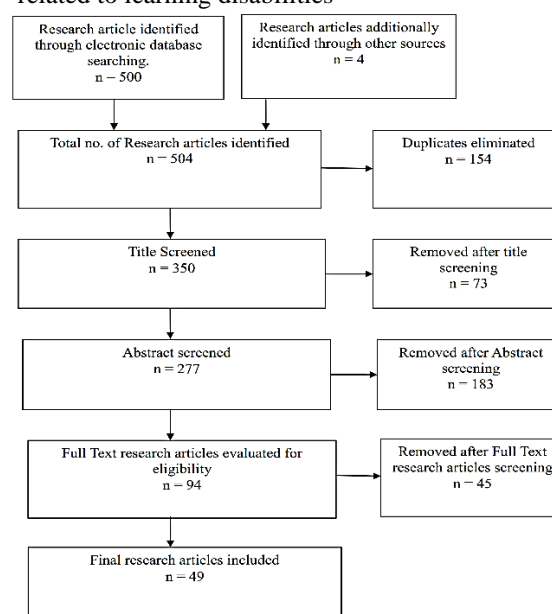 related to learning disabilities
Research article identified
through electronic database
searching.
n = 500
Research articles additionally
identified through other sources
n = 4
Total no. of Research articles identified
n = 504
Duplicates eliminated
n = 154
Title Screened
n = 350
Removed after title
screening
n = 73
Abstract screened
n = 277
Removed after Abstract
screening
n = 183
Full Text research articles evaluated for
eligibility
n = 94
Removed after Full Text
research articles screening
n = 45
Final research articles included
n = 49